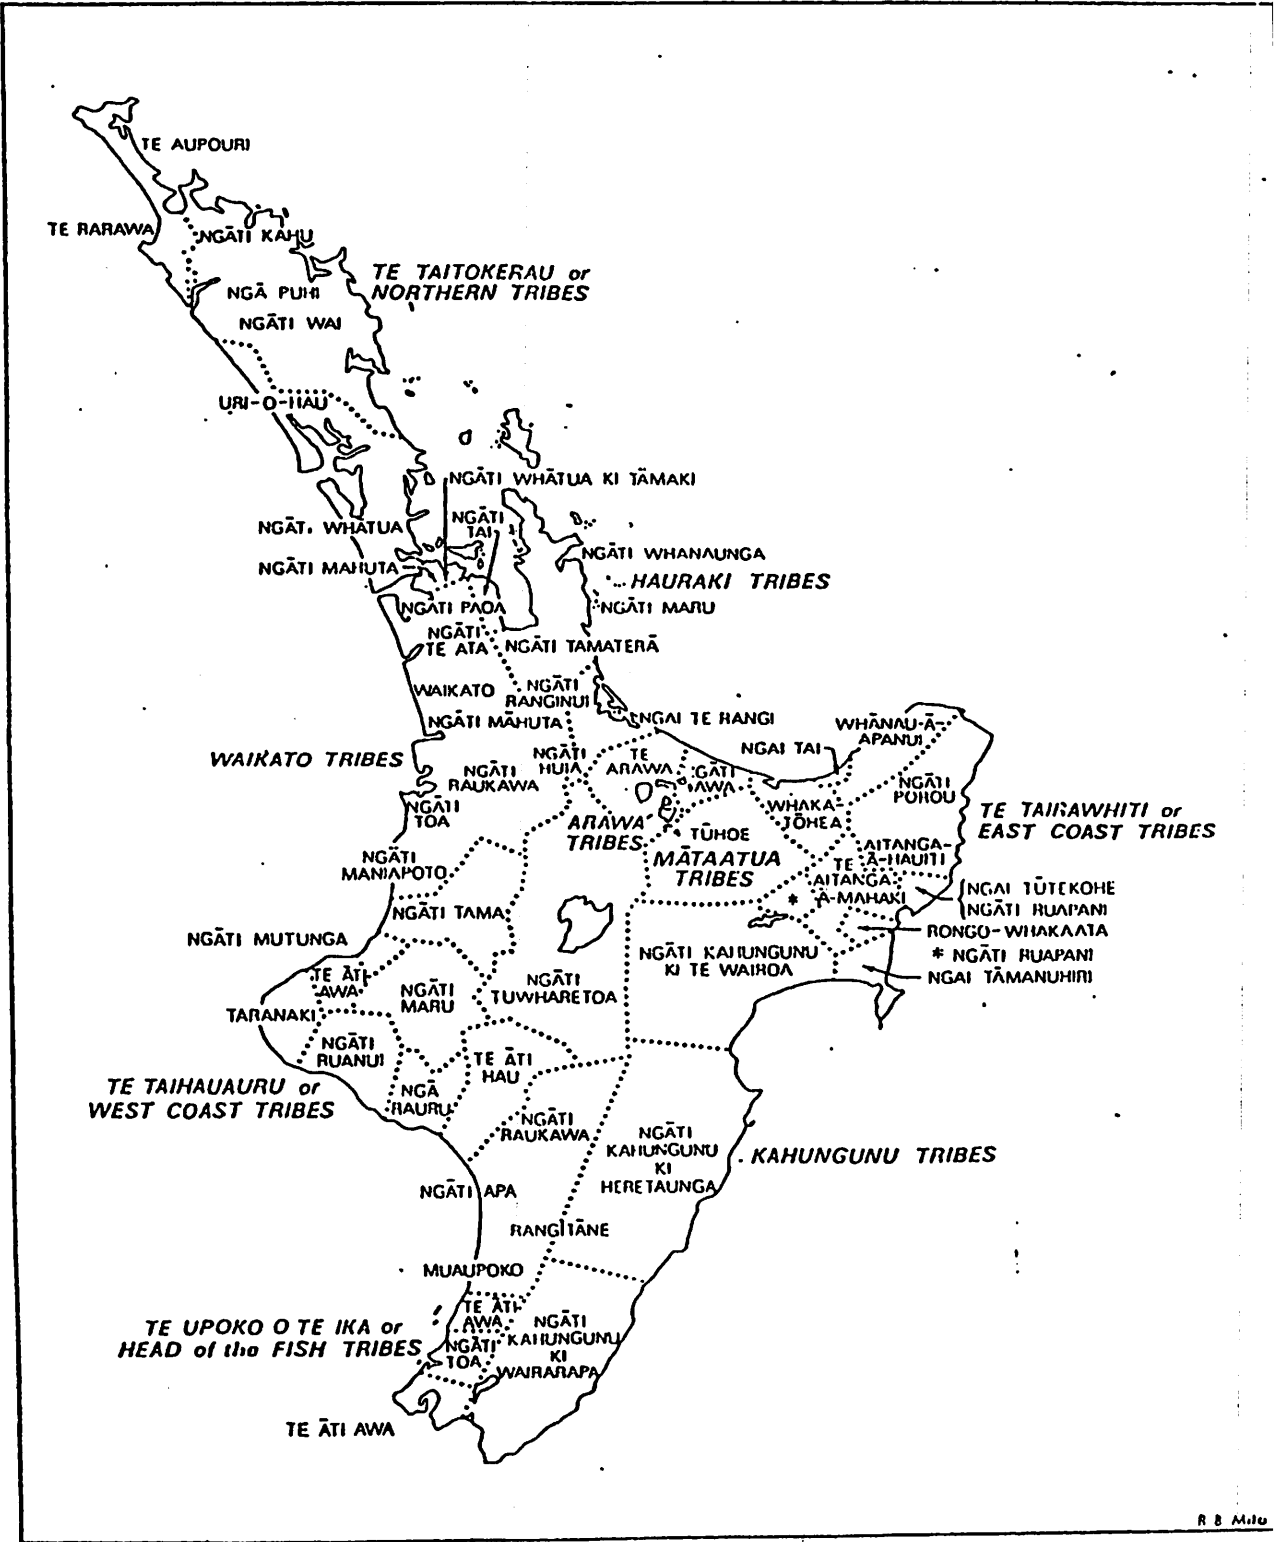 TE AUPOURI
TE RARAWA
NGĀTI KAHU
TE TAITOKERAU or
NORTHERN TRIBES
NGĀ PUHI
NGĀTI WAI
URI-O-HAU
NGĀTI WHĀTUA KI TĀMAKI
NGĀTI
TAI
NGĀTI WHĀTUA
NGĀTI WHANAUNGA
NGĀTI MAHUTA
HAURAKI TRIBES
NGĀTI PAOA
NGĀTI MARU
NGĀTI
TE ATA
NGĀTI TAMATERĀ
WAIKATO
NGĀTI
RANGINUI
NGĀTI MĀHUTA
NGAI TE RANGI
WHĀNAU-Ā-
APANUI
NGAI TAI
WAIKATO TRIBES
NGĀTI
HUIA
TE
ARAWA
NGĀTI
RAUKAWA
NGĀTI
POROU
NGĀTI
TOA
WHAKA-
TŌHEA
TE TAIRAWHITI or
EAST COAST TRIBES
ARAWA
TRIBES
TŪHOE
MĀTAATUA
TRIBES
AITANGA-
Ā-HAUITI
TE
AITANGA-
Ā-MAHAKI
NGĀTI
MANIAPOTO
NGAI TŪTEKOHE
NGĀTI RUAPANI
*
NGĀTI TAMA
RONGO-WHAKAATA
NGĀTI MUTUNGA
NGĀTI KAHUNGUNU
KI TE WAIROA
* NGĀTI RUAPANI
NGAI TĀMANUHIRI
TE ĀTI
AWA
NGĀTI
MARU
NGĀTI
TUWHARETOA
TARANAKI
NGĀTI
RUANUI
TE ĀTI
HAU
TE TAIHAUAURU or
WEST COAST TRIBES
NGĀ
RAURU
NGĀTI
RAUKAWA
NGĀTI
KAHUNGUNU
KI
HERETAUNGA
KAHUNGUNU TRIBES
NGĀTI APA
RANGITĀNE
MUAUPOKO
TE ĀTI
AWA
TE UPOKO O TE IKA or
HEAD of the FISH TRIBES
NGĀTI
KAHUNGUNU
KI
WAIRARAPA
NGĀTI
TOA
TE ĀTI AWA